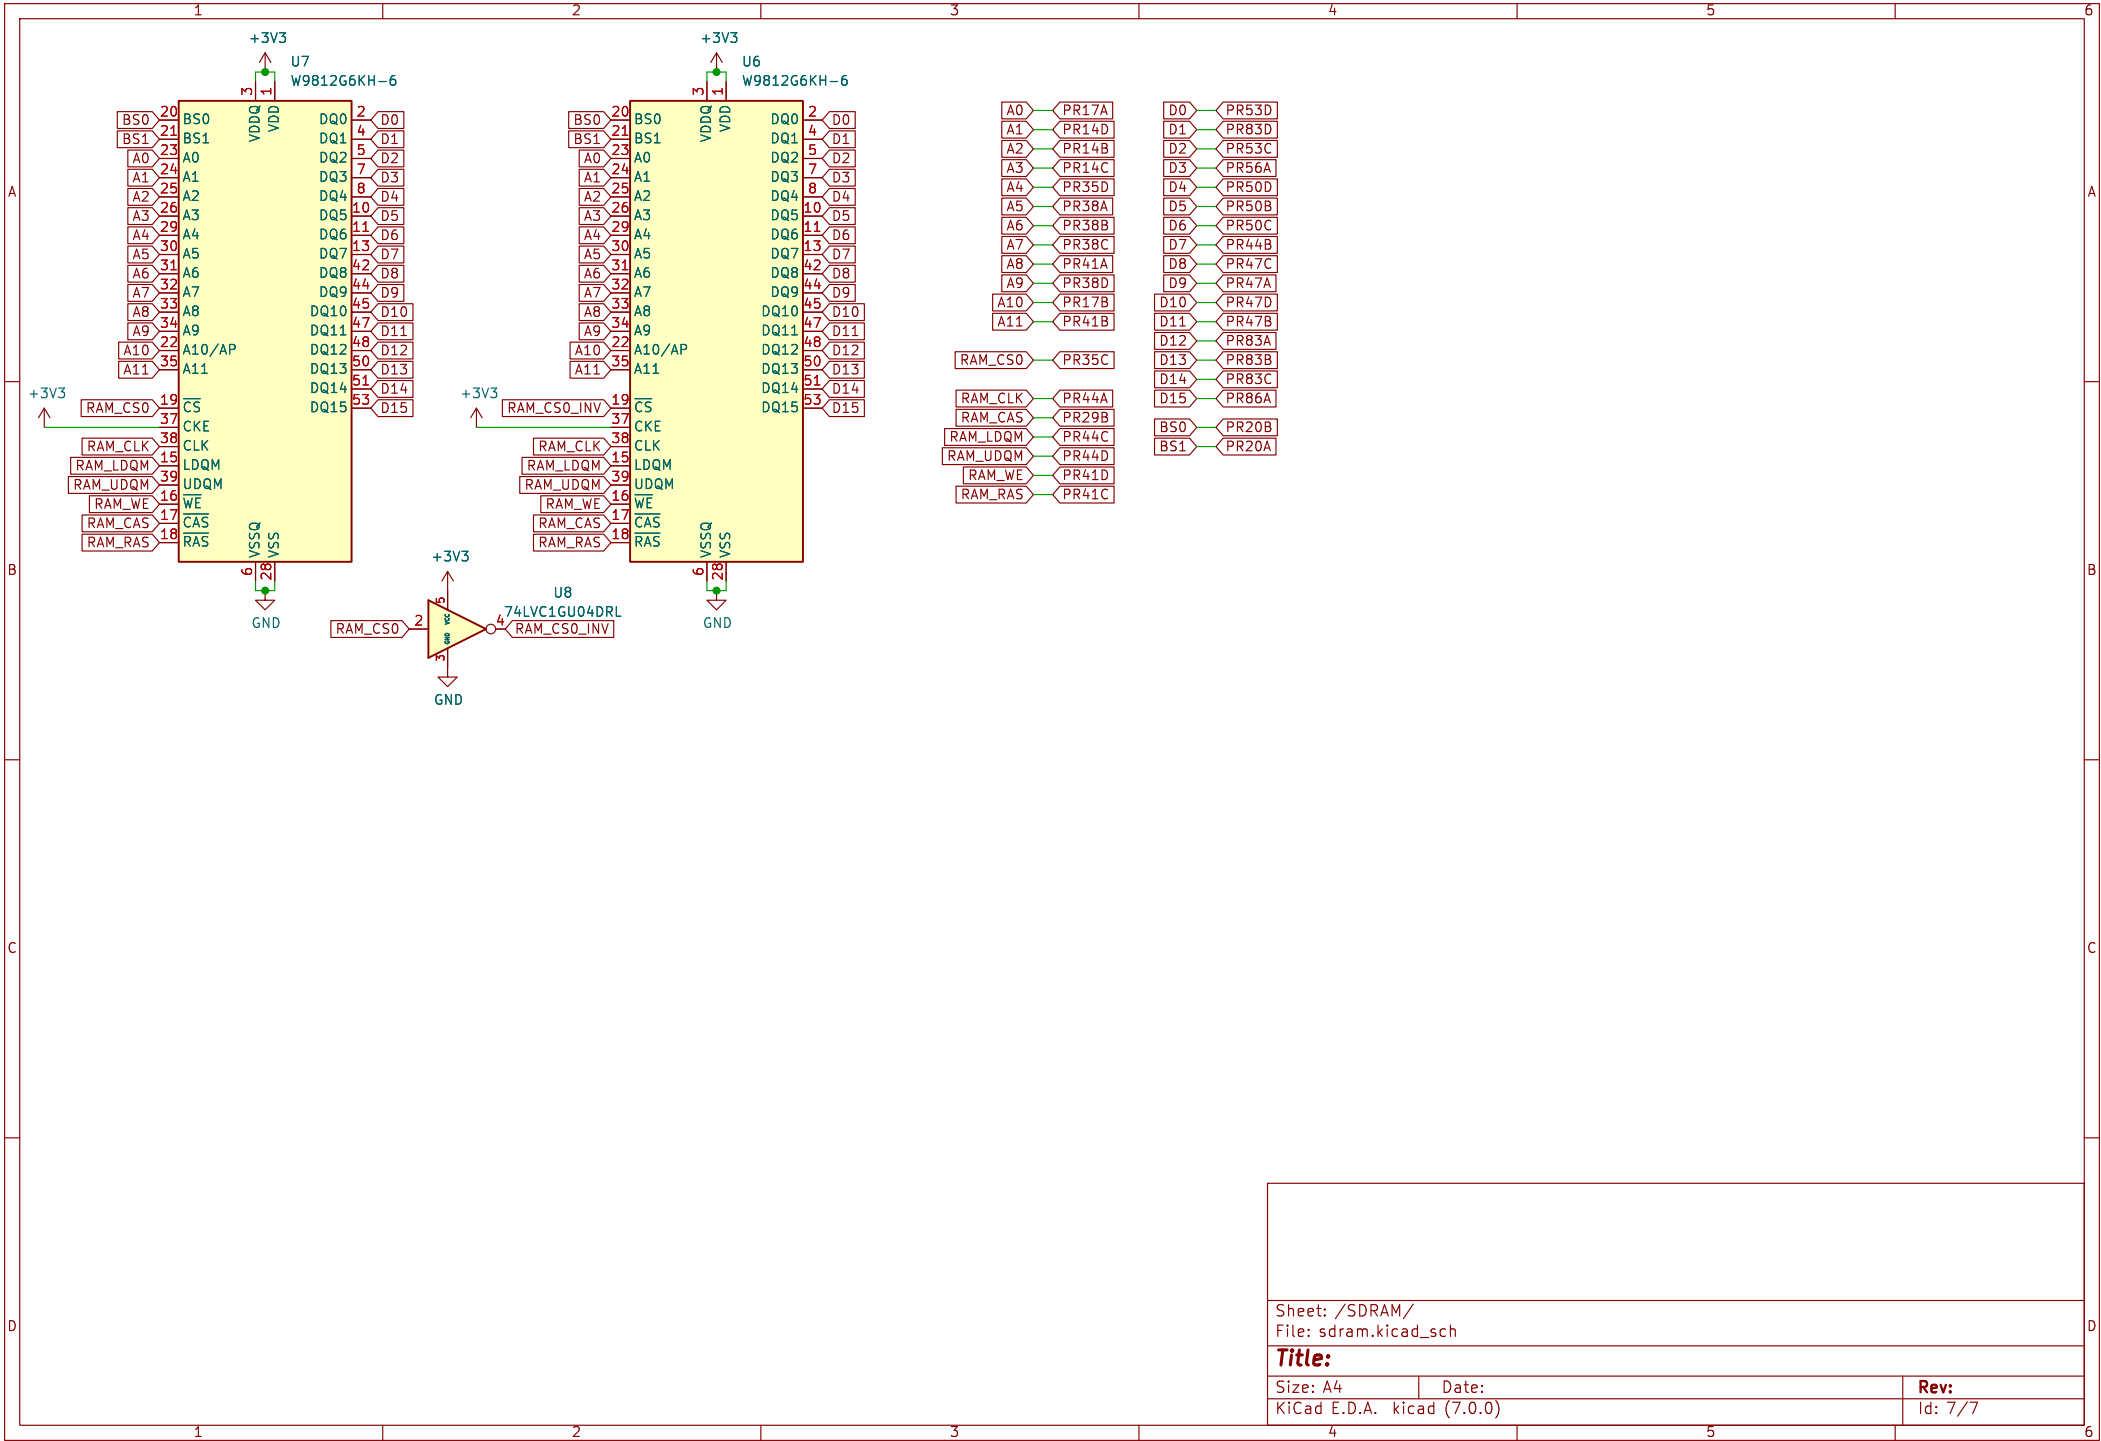 1 2 3 4 5 6
A
B
C
D
+3V3
U7
W9812G6KH-6
3 VDDQ
1 VDD
BS0 20 BS0 DQ0 2 D0
BS1 21 BS1 DQ1 4 D1
A0 23 A0 DQ2 5 D2
A1 24 A1 DQ3 7 D3
A2 25 A2 DQ4 8 D4
A3 26 A3 DQ5 10 D5
A4 29 A4 DQ6 11 D6
A5 30 A5 DQ7 13 D7
A6 31 A6 DQ8 42 D8
A7 32 A7 DQ9 44 D9
A8 33 A8 DQ10 45 D10
A9 34 A9 DQ11 47 D11
A10 22 A10/AP DQ12 48 D12
A11 35 A11 DQ13 50 D13
DQ14 51 D14
+3V3
RAM_CS0 19 CS DQ15 53 D15
37 CKE
RAM_CLK 38 CLK
RAM_LDQM 15 LDQM
RAM_UDQM 39 UDQM
RAM_WE 16 WE
RAM_CAS 17 CAS
RAM_RAS 18 RAS
VSSQ 6
VSS 28
GND
+3V3
U6
W9812G6KH-6
3 VDDQ
1 VDD
BS0 20 BS0 DQ0 2 D0
BS1 21 BS1 DQ1 4 D1
A0 23 A0 DQ2 5 D2
A1 24 A1 DQ3 7 D3
A2 25 A2 DQ4 8 D4
A3 26 A3 DQ5 10 D5
A4 29 A4 DQ6 11 D6
A5 30 A5 DQ7 13 D7
A6 31 A6 DQ8 42 D8
A7 32 A7 DQ9 44 D9
A8 33 A8 DQ10 45 D10
A9 34 A9 DQ11 47 D11
A10 22 A10/AP DQ12 48 D12
A11 35 A11 DQ13 50 D13
DQ14 51 D14
+3V3
RAM_CS0_INV 19 CS DQ15 53 D15
37 CKE
RAM_CLK 38 CLK
RAM_LDQM 15 LDQM
RAM_UDQM 39 UDQM
RAM_WE 16 WE
RAM_CAS 17 CAS
RAM_RAS 18 RAS
VSSQ 6
VSS 28
GND
+3V3
U8
74LVC1GU04DRL
5 VCC
RAM_CS0 2 4 RAM_CS0_INV
GND 3
GND
A0 PR17A
A1 PR14D
A2 PR14B
A3 PR14C
A4 PR35D
A5 PR38A
A6 PR38B
A7 PR38C
A8 PR41A
A9 PR38D
A10 PR17B
A11 PR41B
RAM_CS0 PR35C
RAM_CLK PR44A
RAM_CAS PR29B
RAM_LDQM PR44C
RAM_UDQM PR44D
RAM_WE PR41D
RAM_RAS PR41C
D0 PR53D
D1 PR83D
D2 PR53C
D3 PR56A
D4 PR50D
D5 PR50B
D6 PR50C
D7 PR44B
D8 PR47C
D9 PR47A
D10 PR47D
D11 PR47B
D12 PR83A
D13 PR83B
D14 PR83C
D15 PR86A
BS0 PR20B
BS1 PR20A
A
B
C
D
Sheet: /SDRAM/
File: sdram.kicad_sch
Title:
Size: A4 Date: Rev:
KiCad E.D.A. kicad (7.0.0) Id: 7/7
1 2 3 4 5 6